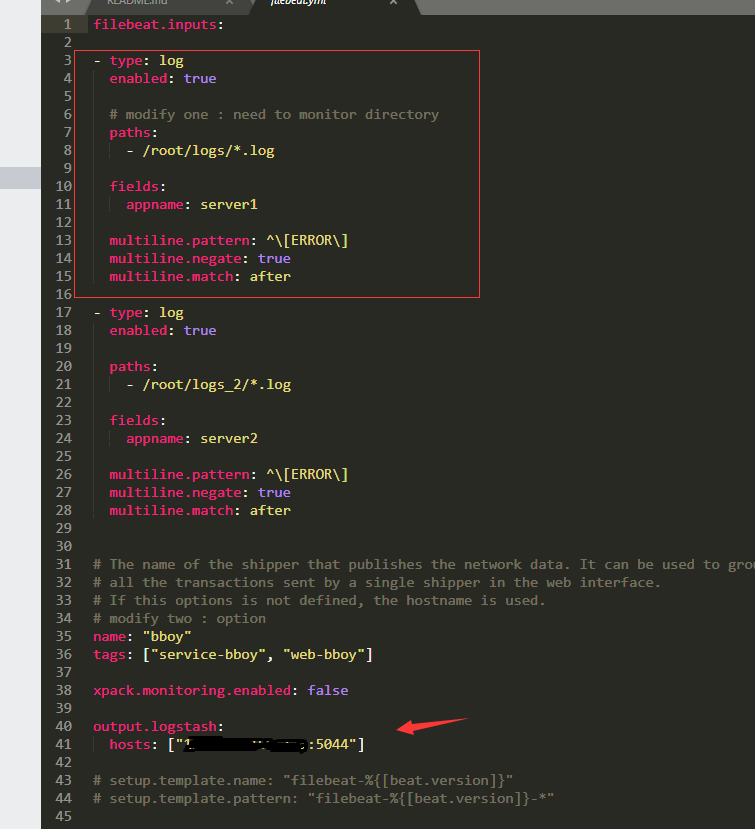 README.md
filebeat.yml
1 filebeat.inputs:
2
3 - type: log
4 enabled: true
5
6 # modify one : need to monitor directory
7 paths:
8 - /root/logs/*.log
9
10 fields:
11 appname: server1
12
13 multiline.pattern: ^\[ERROR\]
14 multiline.negate: true
15 multiline.match: after
16
17 - type: log
18 enabled: true
19
20 paths:
21 - /root/logs_2/*.log
22
23 fields:
24 appname: server2
25
26 multiline.pattern: ^\[ERROR\]
27 multiline.negate: true
28 multiline.match: after
29
30
31 # The name of the shipper that publishes the network data. It can be used to grou
32 # all the transactions sent by a single shipper in the web interface.
33 # If this options is not defined, the hostname is used.
34 # modify two : option
35 name: "bboy"
36 tags: ["service-bboy", "web-bboy"]
37
38 xpack.monitoring.enabled: false
39
40 output.logstash:
41 hosts: ["1 :5044"]
42
43 # setup.template.name: "filebeat-%{[beat.version]}"
44 # setup.template.pattern: "filebeat-%{[beat.version]}-*"
45